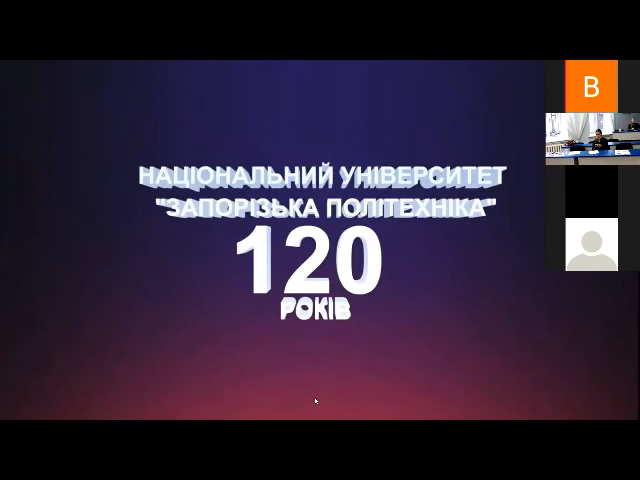 НАЦІОНАЛЬНИЙ УНІВЕРСИТЕТ
"ЗАПОРІЗЬКА ПОЛІТЕХНІКА"
120
РОКІВ
В